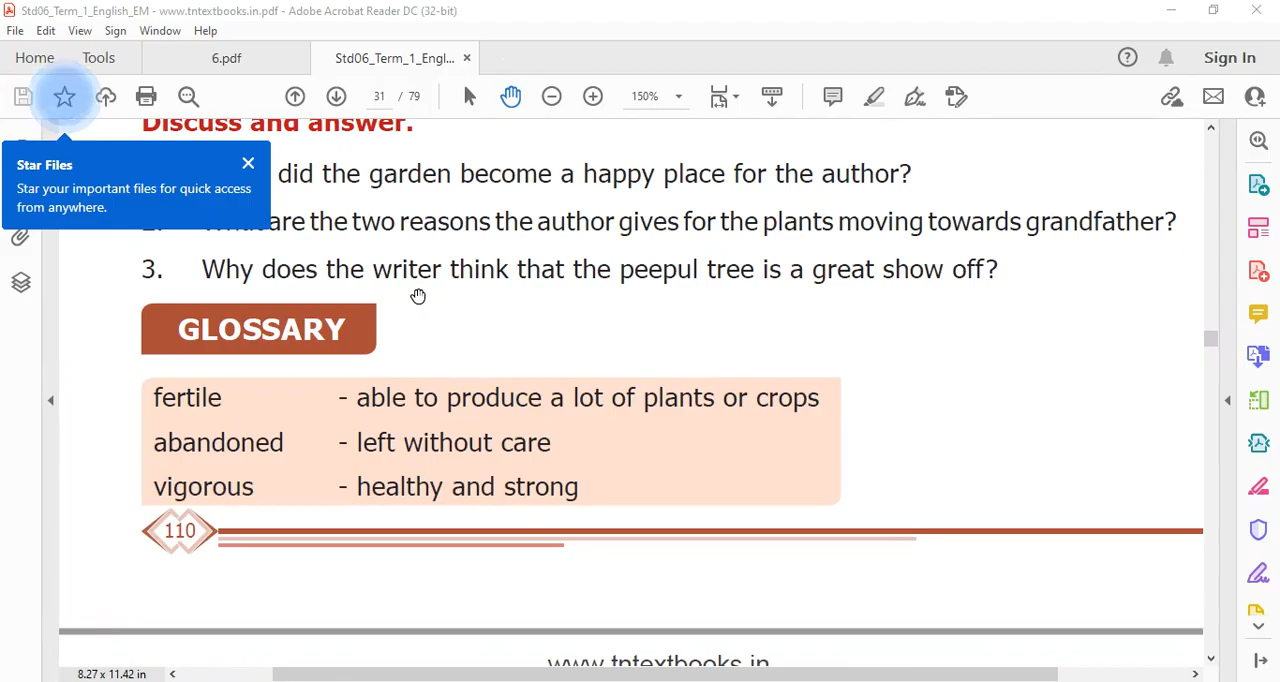 Std06_Term_1_English_EM - www.tntextbooks.in.pdf - Adobe Acrobat Reader DC (32-bit)
File Edit View Sign Window Help
Home Tools 6.pdf Std06_Term_1_Engl... × Sign In
31 / 79 150%
Discuss and answer.
Star Files
Star your important files for quick access
from anywhere.
did the garden become a happy place for the author?
2. What are the two reasons the author gives for the plants moving towards grandfather?
3. Why does the writer think that the peepul tree is a great show off?
GLOSSARY
fertile - able to produce a lot of plants or crops
abandoned - left without care
vigorous - healthy and strong
110
www.tntextbooks.in
8.27 x 11.42 in